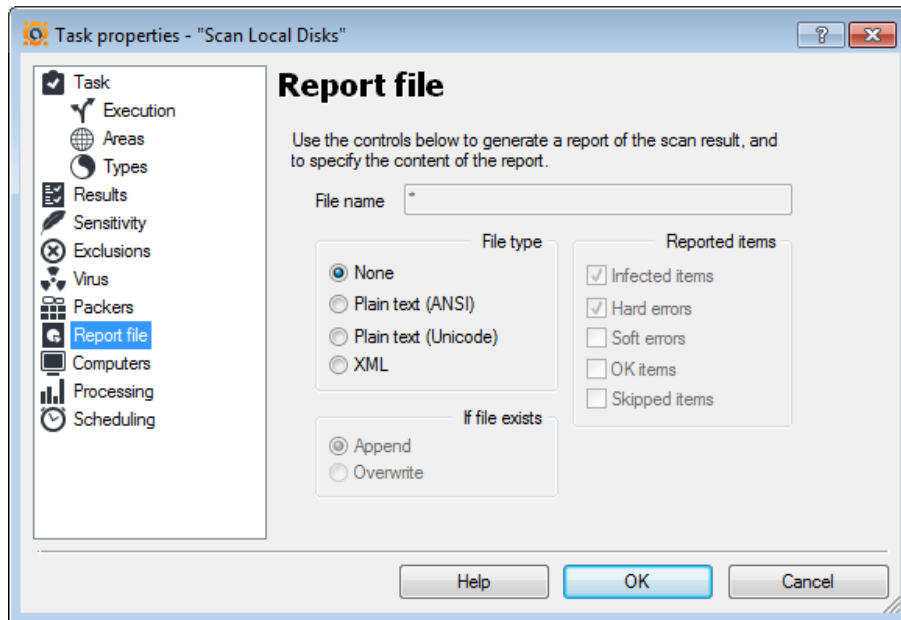 Task properties - "Scan Local Disks"
?
Task
Execution
Areas
Types
Results
Sensitivity
Exclusions
Virus
Packers
Report file
Computers
Processing
Scheduling
Report file
Use the controls below to generate a report of the scan result, and
to specify the content of the report.
File name *
File type
None
Plain text (ANSI)
Plain text (Unicode)
XML
If file exists
Append
Overwrite
Reported items
Infected items
Hard errors
Soft errors
OK items
Skipped items
Help
OK
Cancel